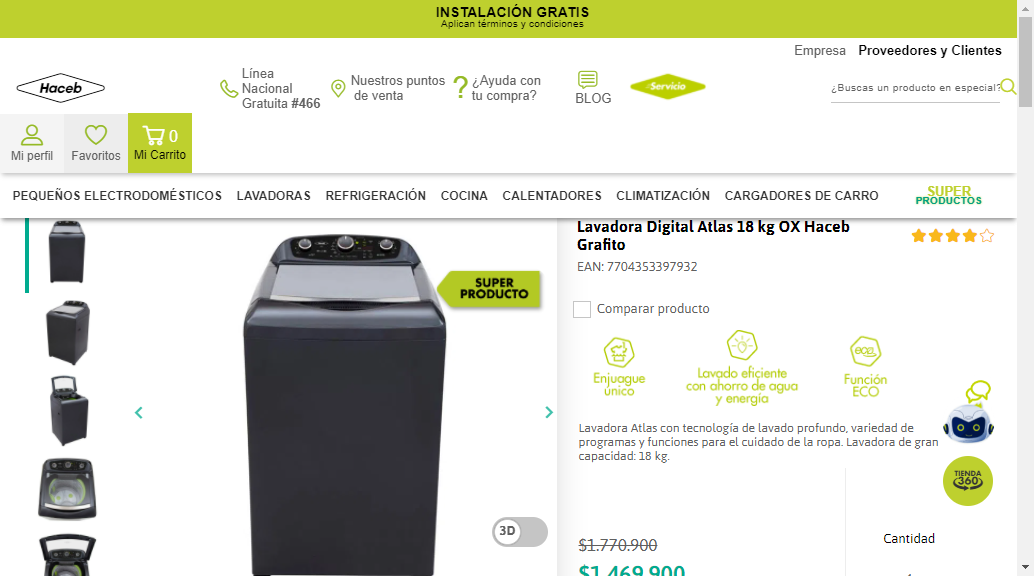 INSTALACIÓN GRATIS
Aplican términos y condiciones
Empresa
Proveedores y Clientes
Haceb
Línea
Nacional
Gratuita #466
Nuestros puntos
de venta
¿Ayuda con
tu compra?
BLOG
Servicio
¿Buscas un producto en especial?
Mi perfil
Favoritos
0
Mi Carrito
PEQUEÑOS ELECTRODOMÉSTICOS
LAVADORAS
REFRIGERACIÓN
COCINA
CALENTADORES
CLIMATIZACIÓN
CARGADORES DE CARRO
SUPER
PRODUCTOS
SUPER
PRODUCTO
3D
Lavadora Digital Atlas 18 kg OX Haceb
Grafito
EAN: 7704353397932
Comparar producto
Enjuague
único
Lavado eficiente
con ahorro de agua
y energía
eco
Función
ECO
Lavadora Atlas con tecnología de lavado profundo, variedad de
programas y funciones para el cuidado de la ropa. Lavadora de gran
capacidad: 18 kg.
TIENDA
360
$1.770.900
$1.469.900
Cantidad